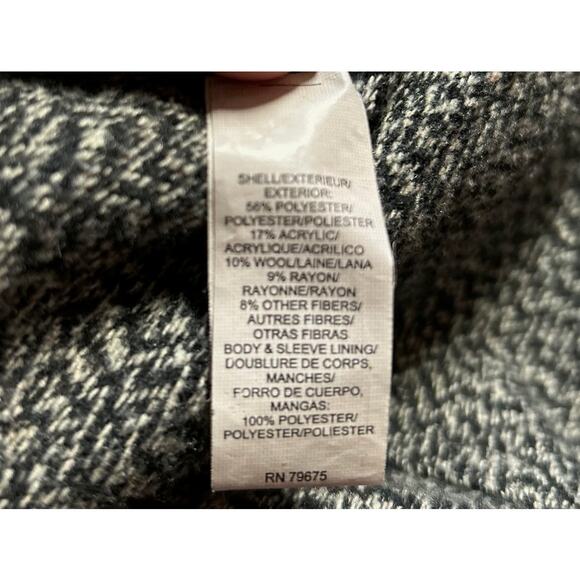 SHELL/EXTERIEUR/
EXTERIOR:
56% POLYESTER/
POLYESTER/POLIESTER
17% ACRYLIC/
ACRYLIQUE/ACRILICO
10% WOOL/LAINE/LANA
9% RAYON/
RAYONNE/RAYON
8% OTHER FIBERS/
AUTRES FIBRES/
OTRAS FIBRAS
BODY & SLEEVE LINING/
DOUBLURE DE CORPS,
MANCHES/
FORRO DE CUERPO,
MANGAS:
100% POLYESTER/
POLYESTER/POLIESTER
RN 79675